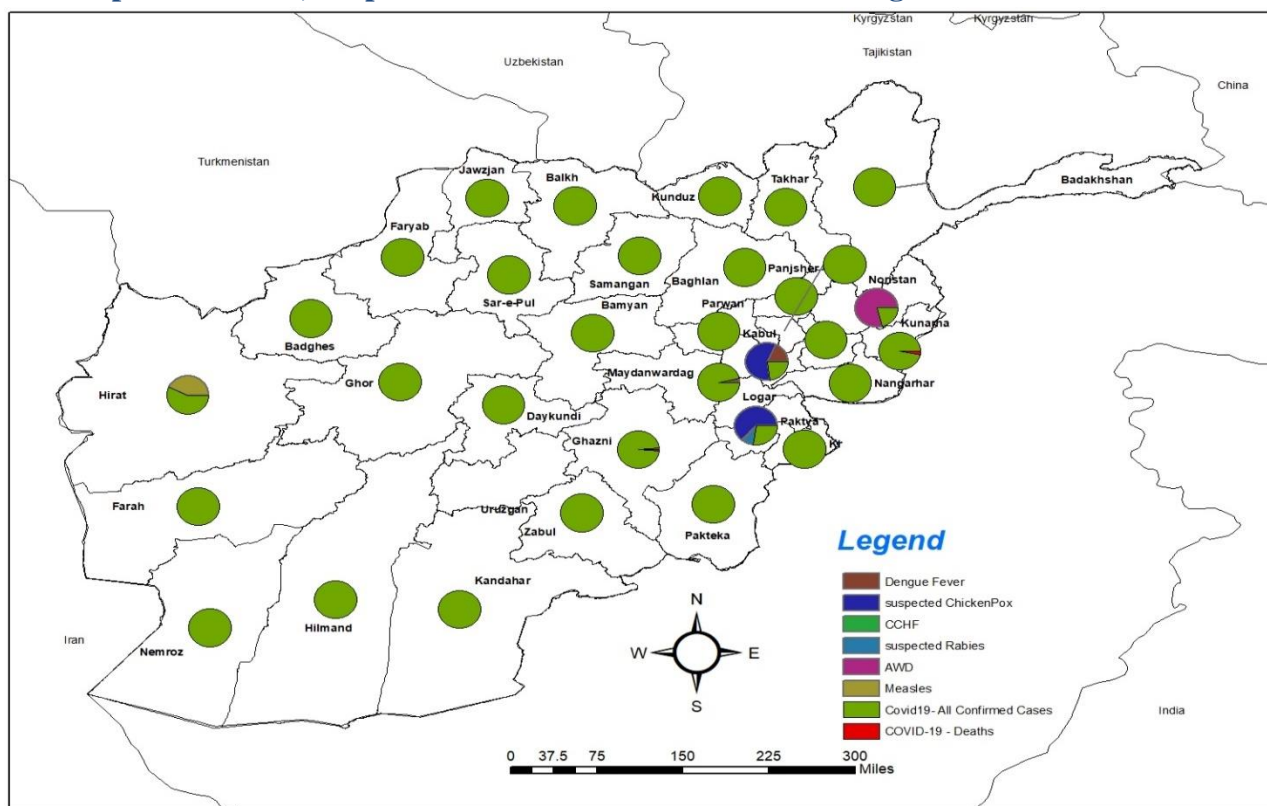 Kyrgyzstan
Kyrgyzstan
Tajikistan
Uzbekistan
China
Turkmenistan
Jawzjan
Balkh
Kunduz
Takhar
Badakhshan
Faryab
Samangan
Baghlan
Panjsher
Noristan
Sar-e-Pul
Bamyan
Parwan
Kunarha
Badghes
Kabul
Ghor
Maydanwardag
Nangarhar
Hirat
Daykundi
Logar
Paktya
Ghazni
Farah
Uruzgan
Zabul
Pakteka
Kandahar
Hilmand
Nemroz
Iran
India
N
W
E
S
0 37.5 75 150 225 300
Miles
Legend
Dengue Fever
suspected ChickenPox
CCHF
suspected Rabies
AWD
Measles
Covid19- All Confirmed Cases
COVID-19 - Deaths